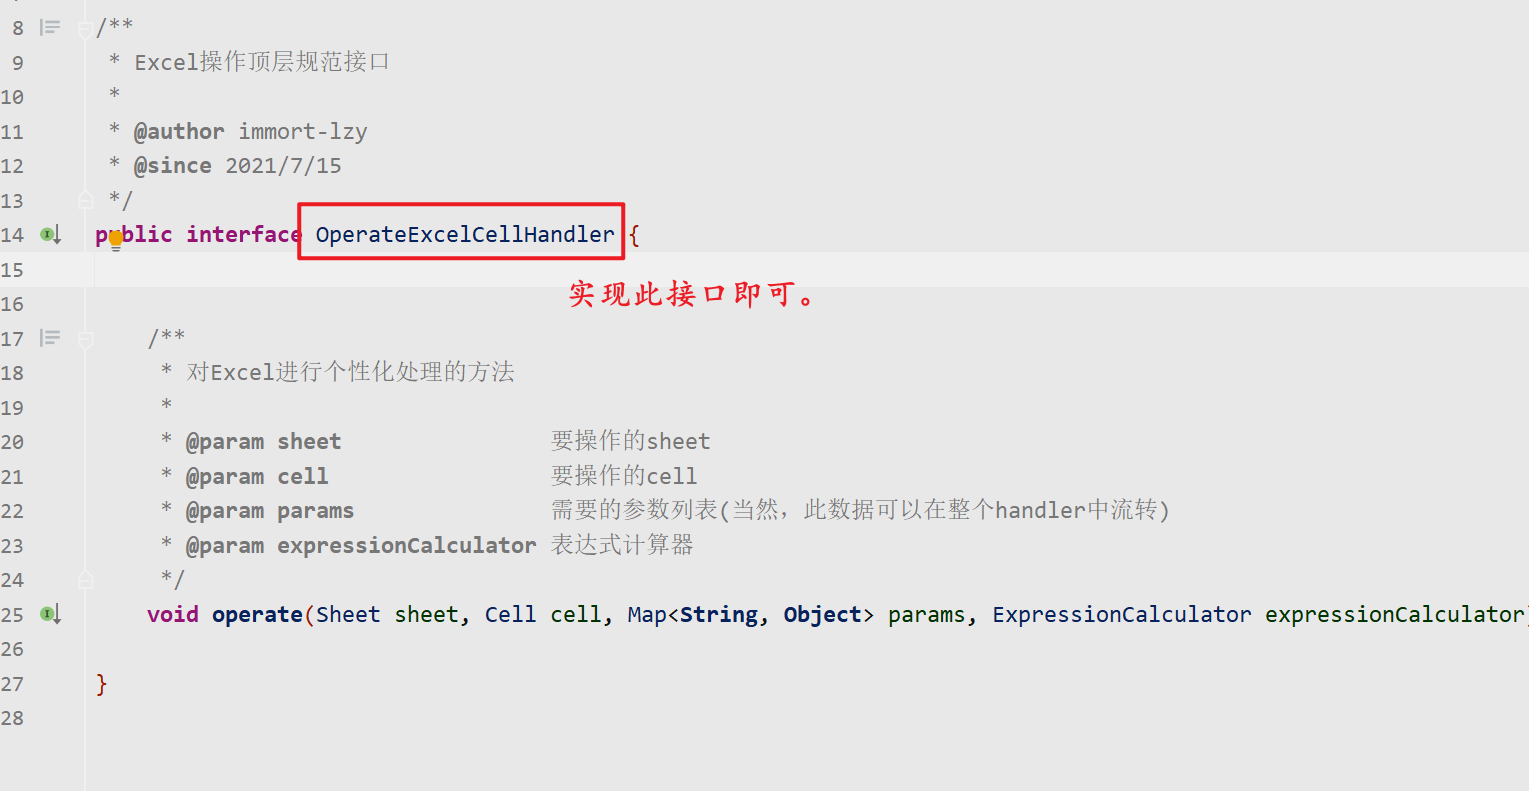 8 /**
9 * Excel操作顶层规范接口
10 *
11 * @author immort-lzy
12 * @since 2021/7/15
13 */
14 public interface OperateExcelCellHandler {
15
实现此接口即可。
16
17 /**
18 * 对Excel进行个性化处理的方法
19 *
20 * @param sheet 要操作的sheet
21 * @param cell 要操作的cell
22 * @param params 需要的参数列表(当然，此数据可以在整个handler中流转)
23 * @param expressionCalculator 表达式计算器
24 */
25 void operate(Sheet sheet, Cell cell, Map<String, Object> params, ExpressionCalculator expressionCalculator)
26
27 }
28